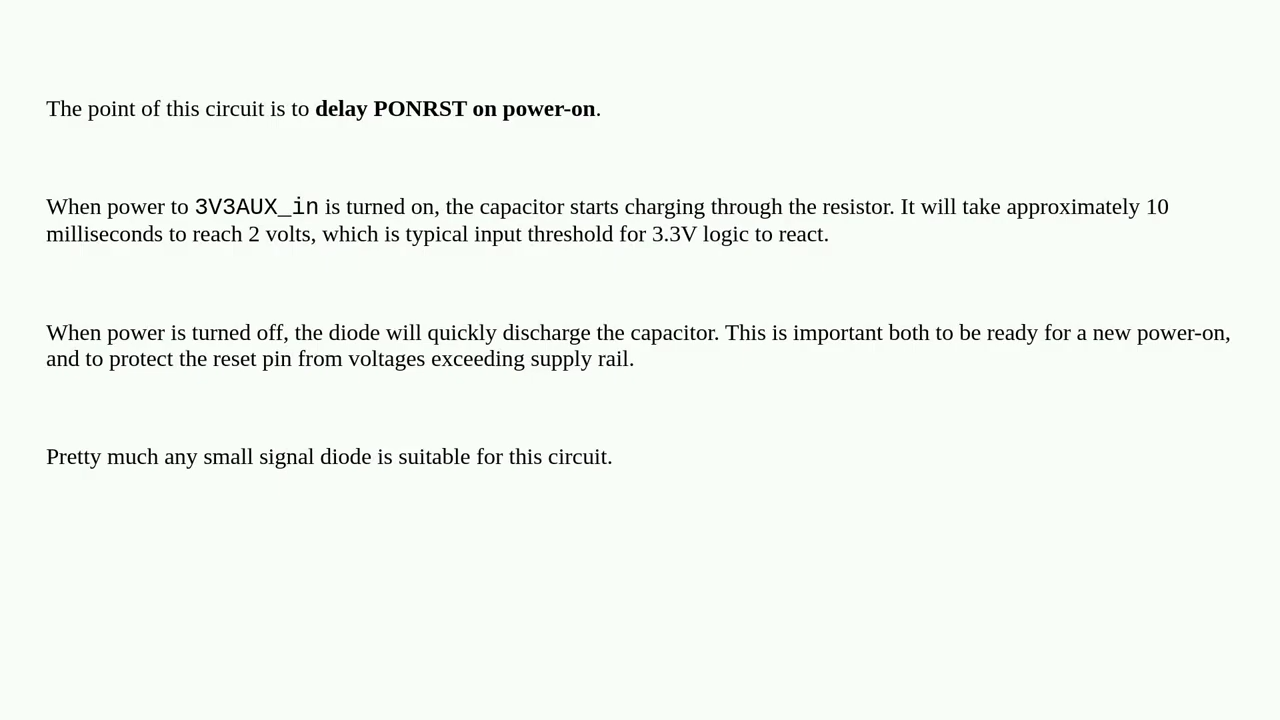 The point of this circuit is to delay PONRST on power-on.
When power to 3V3AUX_in is turned on, the capacitor starts charging through the resistor. It will take approximately 10
milliseconds to reach 2 volts, which is typical input threshold for 3.3V logic to react.
When power is turned off, the diode will quickly discharge the capacitor. This is important both to be ready for a new power-on,
and to protect the reset pin from voltages exceeding supply rail.
Pretty much any small signal diode is suitable for this circuit.